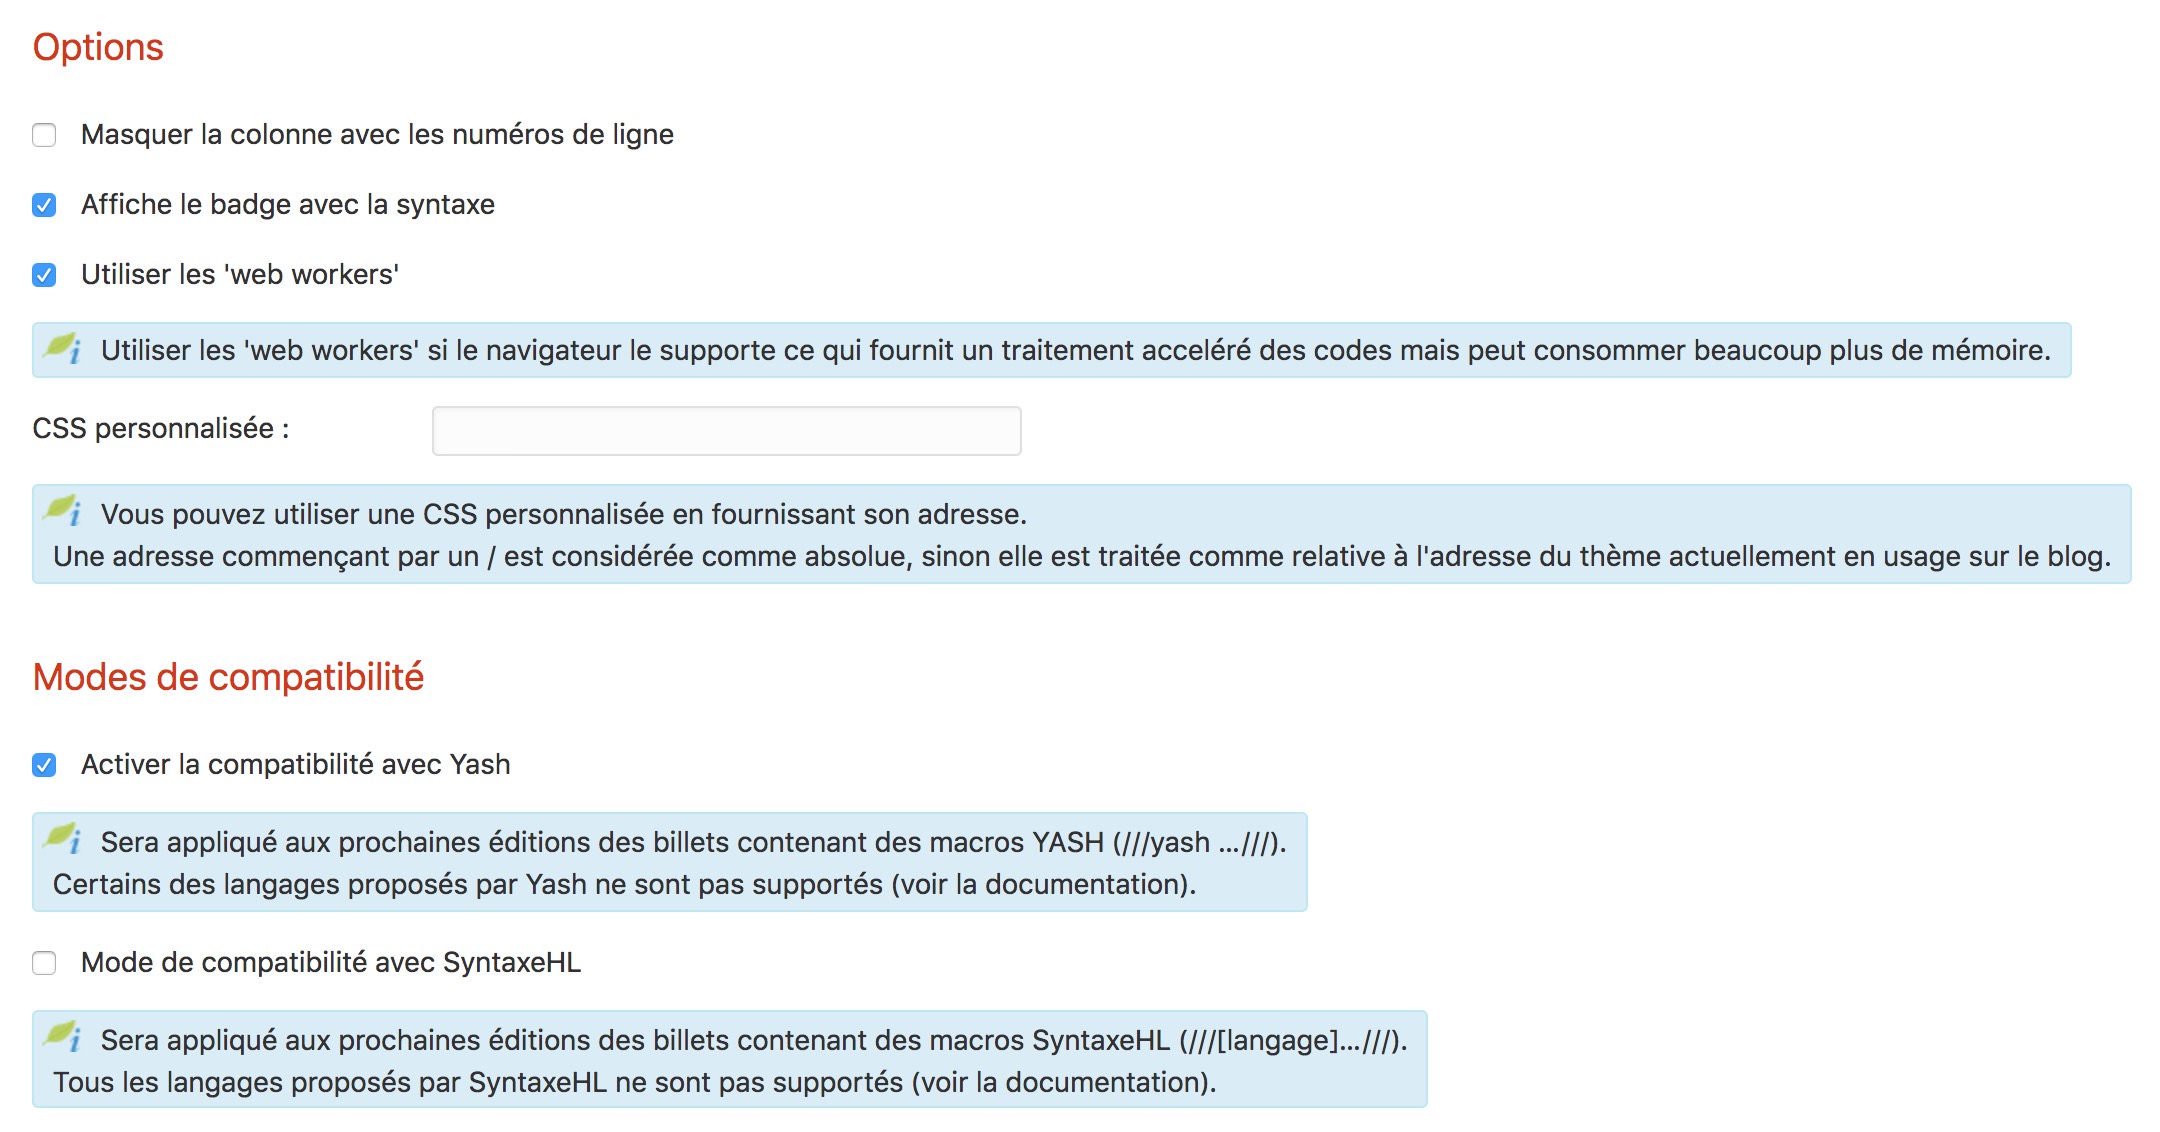 Options
Masquer la colonne avec les numéros de ligne
Affiche le badge avec la syntaxe
Utiliser les 'web workers'
Utiliser les 'web workers' si le navigateur le supporte ce qui fournit un traitement acceléré des codes mais peut consommer beaucoup plus de mémoire.
CSS personnalisée :
Vous pouvez utiliser une CSS personnalisée en fournissant son adresse.
Une adresse commençant par un / est considérée comme absolue, sinon elle est traitée comme relative à l'adresse du thème actuellement en usage sur le blog.
Modes de compatibilité
Activer la compatibilité avec Yash
Sera appliqué aux prochaines éditions des billets contenant des macros YASH (///yash ...///).
Certains des langages proposés par Yash ne sont pas supportés (voir la documentation).
Mode de compatibilité avec SyntaxeHL
Sera appliqué aux prochaines éditions des billets contenant des macros SyntaxeHL (///[langage]...///).
Tous les langages proposés par SyntaxeHL ne sont pas supportés (voir la documentation).